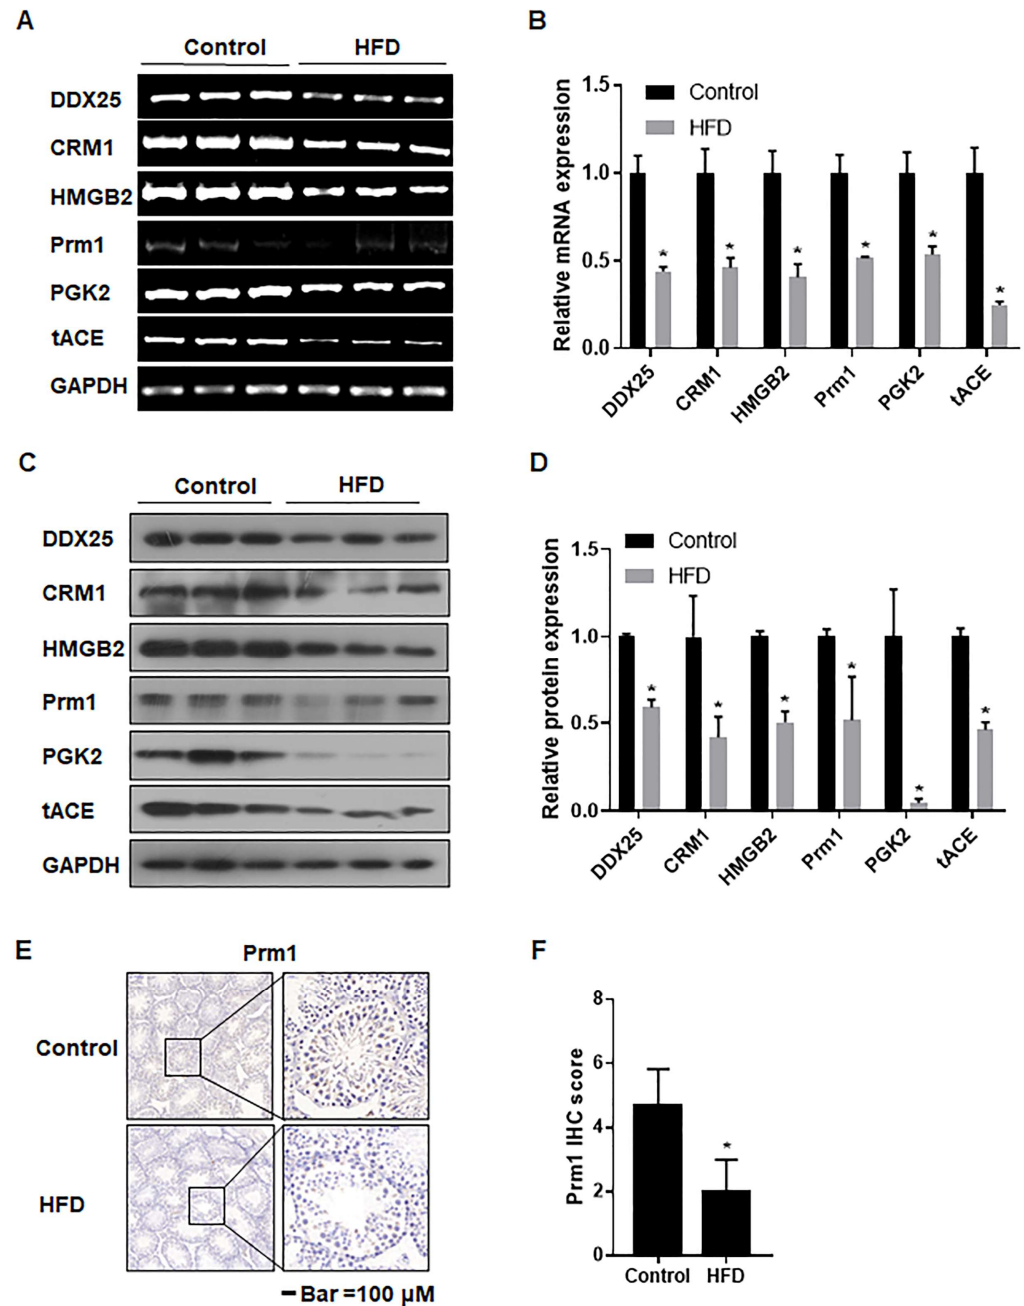 A
Control HFD
DDX25
CRM1
HMGB2
Prm1
PGK2
tACE
GAPDH
B
Relative mRNA expression
1.5
1.0
0.5
0.0
Control
HFD
* * * * * *
DDX25 CRM1 HMGB2 Prm1 PGK2 tACE
C
Control HFD
DDX25
CRM1
HMGB2
Prm1
PGK2
tACE
GAPDH
D
Relative protein expression
1.5
1.0
0.5
0.0
Control
HFD
* * * * * *
DDX25 CRM1 HMGB2 Prm1 PGK2 tACE
E
Prm1
Control
HFD
Bar =100 µM
F
Prm1 IHC score
8
6
4
2
0
*
Control HFD